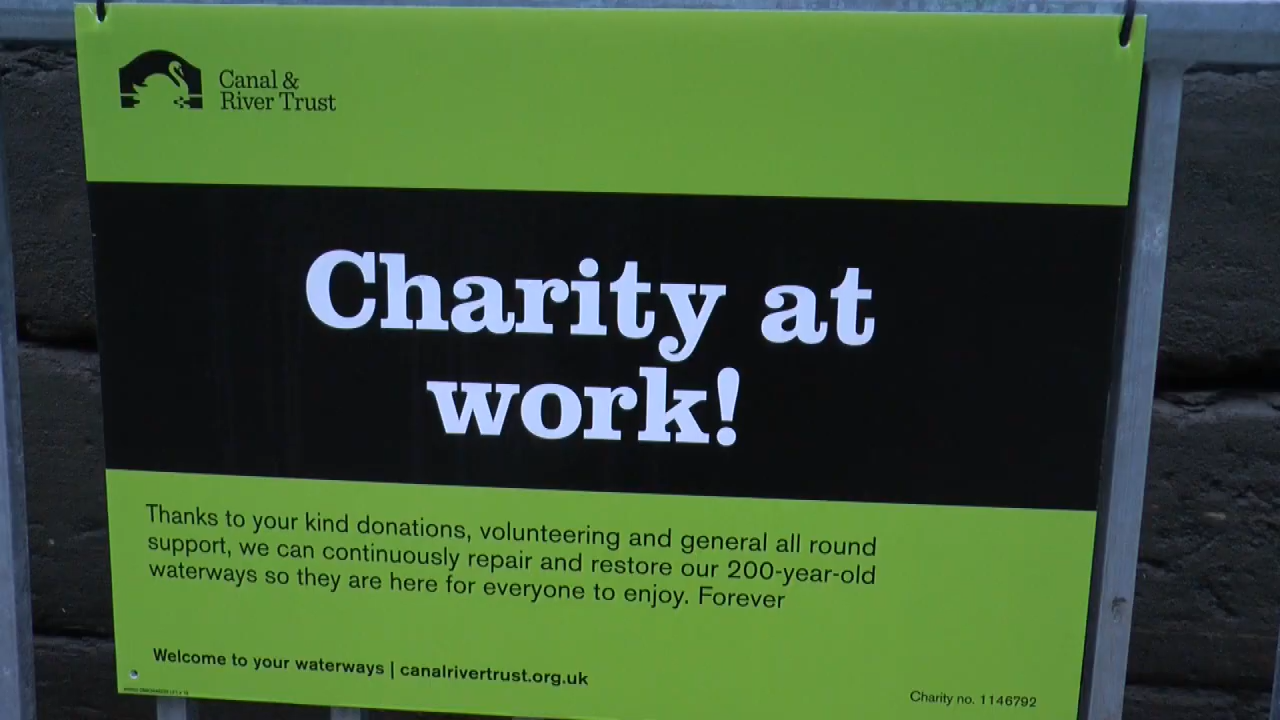 Canal &
River Trust
Charity at
work!
Thanks to your kind donations, volunteering and general all round
support, we can continuously repair and restore our 200-year-old
waterways so they are here for everyone to enjoy. Forever
Welcome to your waterways | canalrivertrust.org.uk
Charity no. 1146792